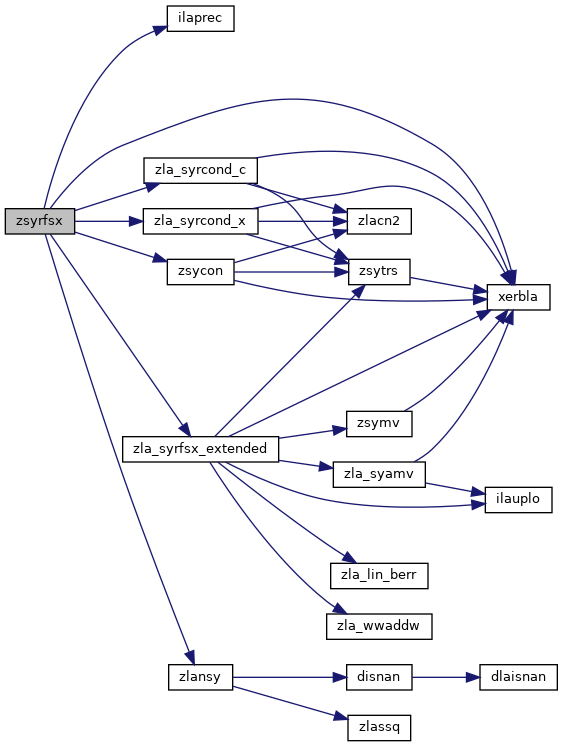 ilaprec
zla_syrcond_c
zsyrfsx
zla_syrcond_x
zlacn2
zsycon
zsytrs
xerbla
zsymv
zla_syrfsx_extended
zla_syamv
ilauplo
zla_lin_berr
zla_wwaddw
zlansy
disnan
dlaisnan
zlassq